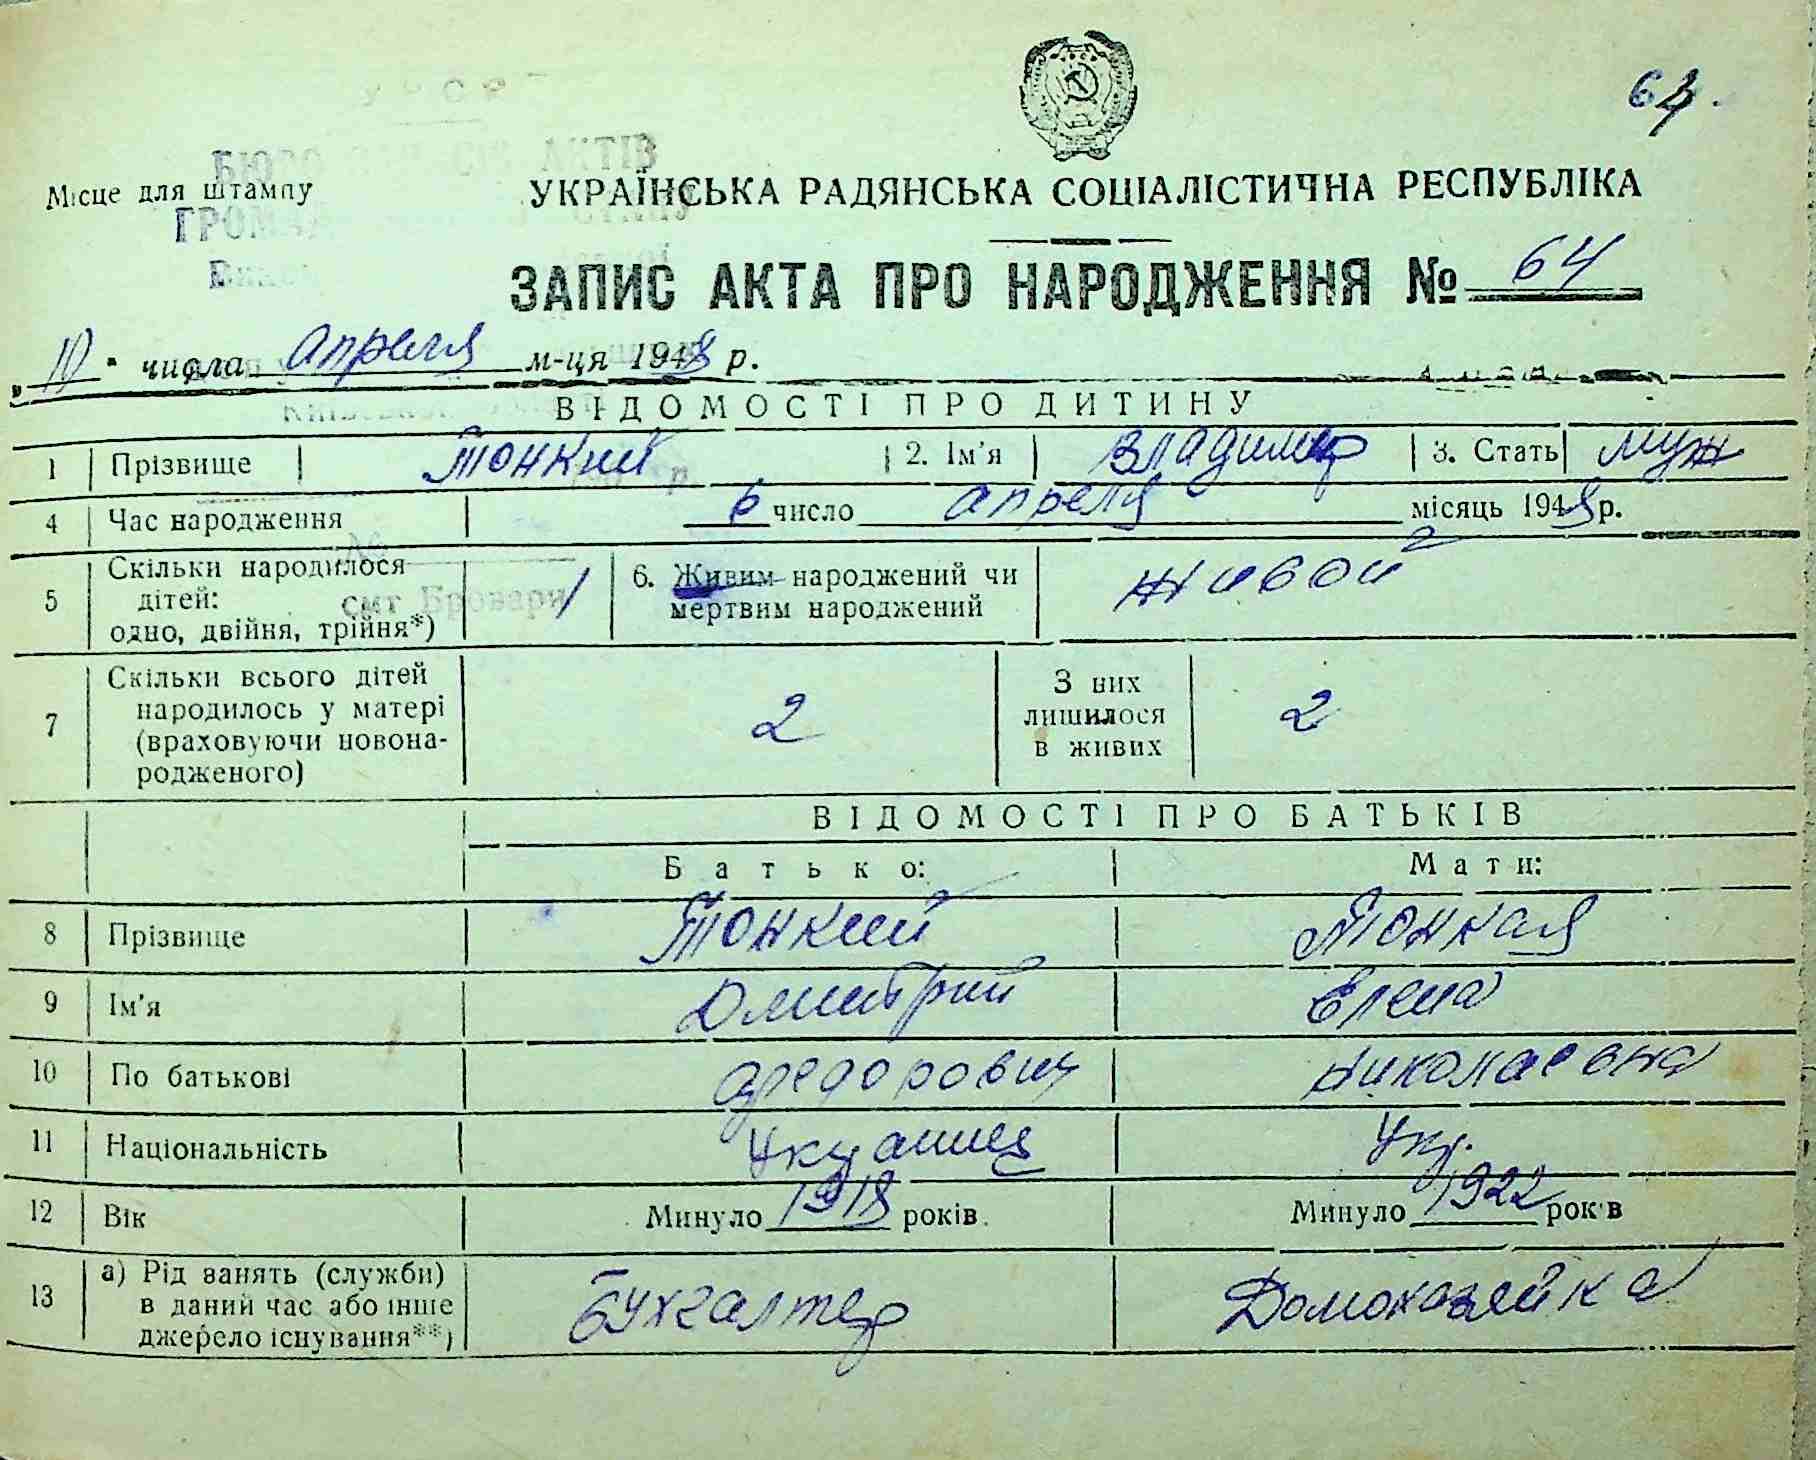 64.
У Р С Р
БЮРО АКТІВ
Місце для штампу
УКРАЇНСЬКА РАДЯНСЬКА СОЦІАЛІСТИЧНА РЕСПУБЛІКА
ЗАПИС АКТА ПРО НАРОДЖЕННЯ № 64
„10“ числа апреля м-ця 1948 р.
ВІДОМОСТІ ПРО ДИТИНУ
1 Прізвище Тонкий 2. Ім'я Владимир 3. Стать муж
4 Час народження 6 число апреля місяць 1948 р.
5 Скільки народилося дітей: одно, двійня, трійня*) 1 6. Живим народжений чи мертвим народжений живой
смт Бровари
7 Скільки всього дітей народилось у матері (враховуючи новонародженого) 2 З них лишилося в живих 2
ВІДОМОСТІ ПРО БАТЬКІВ
Батько: Мати:
8 Прізвище Тонкий Тонкая
9 Ім'я Дмитрий Елена
10 По батькові Федорович Николаевна
11 Національність Украинец Укр.
12 Вік Минуло 1918 років. Минуло 1922 років
13 а) Рід занять (служби) в даний час або інше джерело існування**) Бухгалтер Домохозяйка